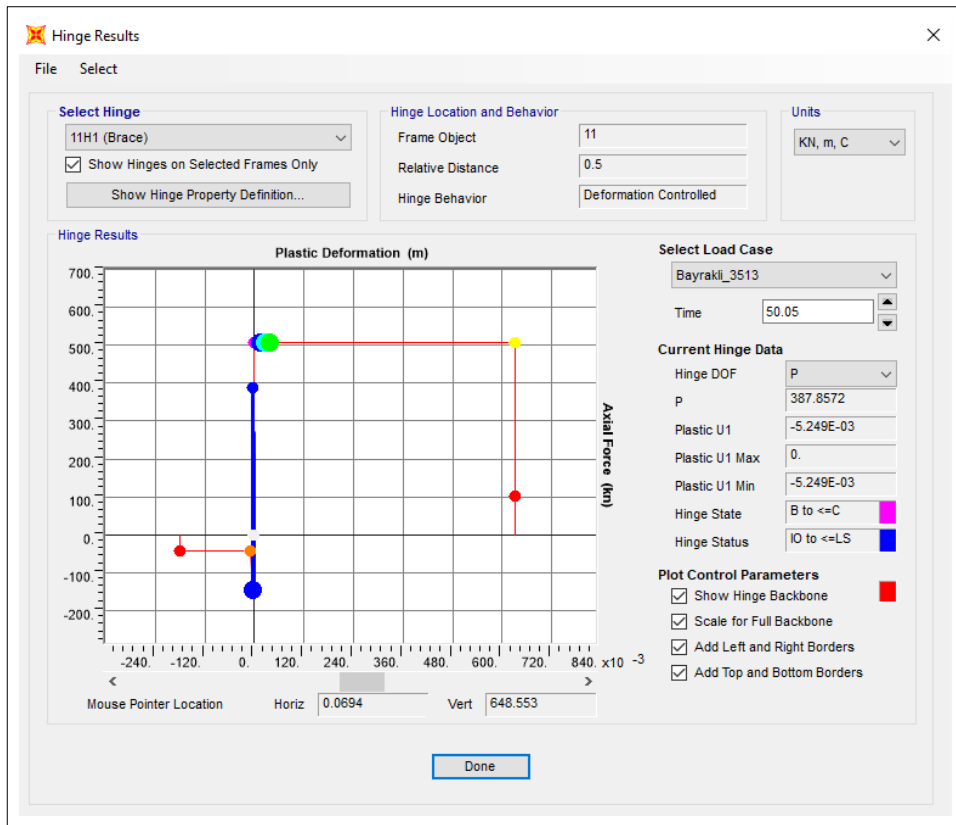 Hinge Results
File Select
Select Hinge
11H1 (Brace)
Show Hinges on Selected Frames Only
Show Hinge Property Definition...
Hinge Location and Behavior
Frame Object 11
Relative Distance 0.5
Hinge Behavior Deformation Controlled
Units
KN, m, C
Hinge Results
Plastic Deformation (m)
700.
600.
500.
400.
300.
200.
100.
0.
-100.
-200.
Axial Force (kn)
-240. -120. 0. 120. 240. 360. 480. 600. 720. 840. x10 -3
< >
Mouse Pointer Location Horiz 0.0694 Vert 648.553
Select Load Case
Bayrakli_3513
Time 50.05
Current Hinge Data
Hinge DOF P
P 387.8572
Plastic U1 -5.249E-03
Plastic U1 Max 0.
Plastic U1 Min -5.249E-03
Hinge State B to <=C
Hinge Status IO to <=LS
Plot Control Parameters
Show Hinge Backbone
Scale for Full Backbone
Add Left and Right Borders
Add Top and Bottom Borders
Done